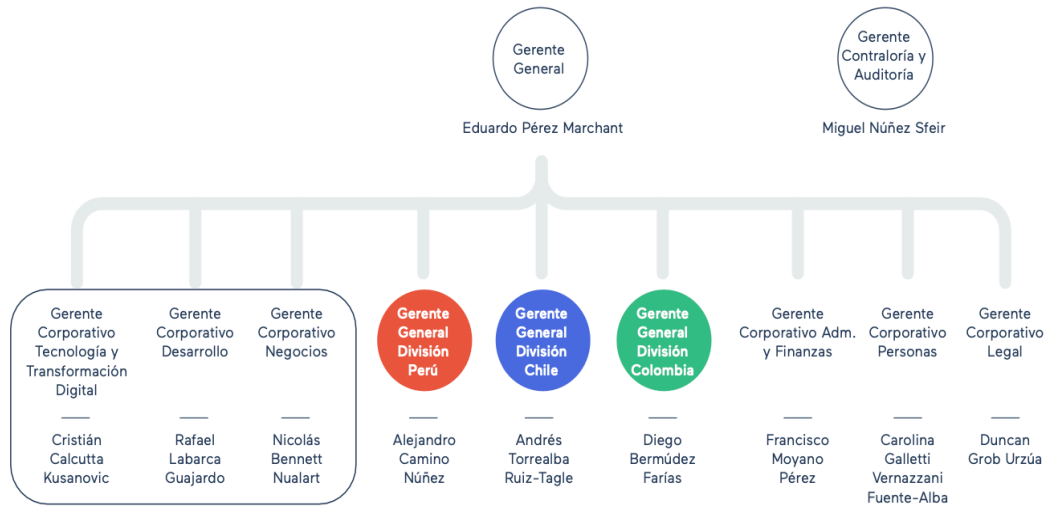 Gerente
General
Eduardo Pérez Marchant
Gerente
Contraloría y
Auditoría
Miguel Núñez Sfeir
Gerente
Corporativo
Tecnología y
Transformación
Digital
Cristián
Calcutta
Kusanovic
Gerente
Corporativo
Desarrollo
Rafael
Labarca
Guajardo
Gerente
Corporativo
Negocios
Nicolás
Bennett
Nualart
Gerente
General
División
Perú
Alejandro
Camino
Núñez
Gerente
General
División
Chile
Andrés
Torrealba
Ruiz-Tagle
Gerente
General
División
Colombia
Diego
Bermúdez
Farías
Gerente
Corporativo Adm.
y Finanzas
Francisco
Moyano
Pérez
Gerente
Corporativo
Personas
Carolina
Galletti
Vernazzani
Fuente-Alba
Gerente
Corporativo
Legal
Duncan
Grob Urzúa